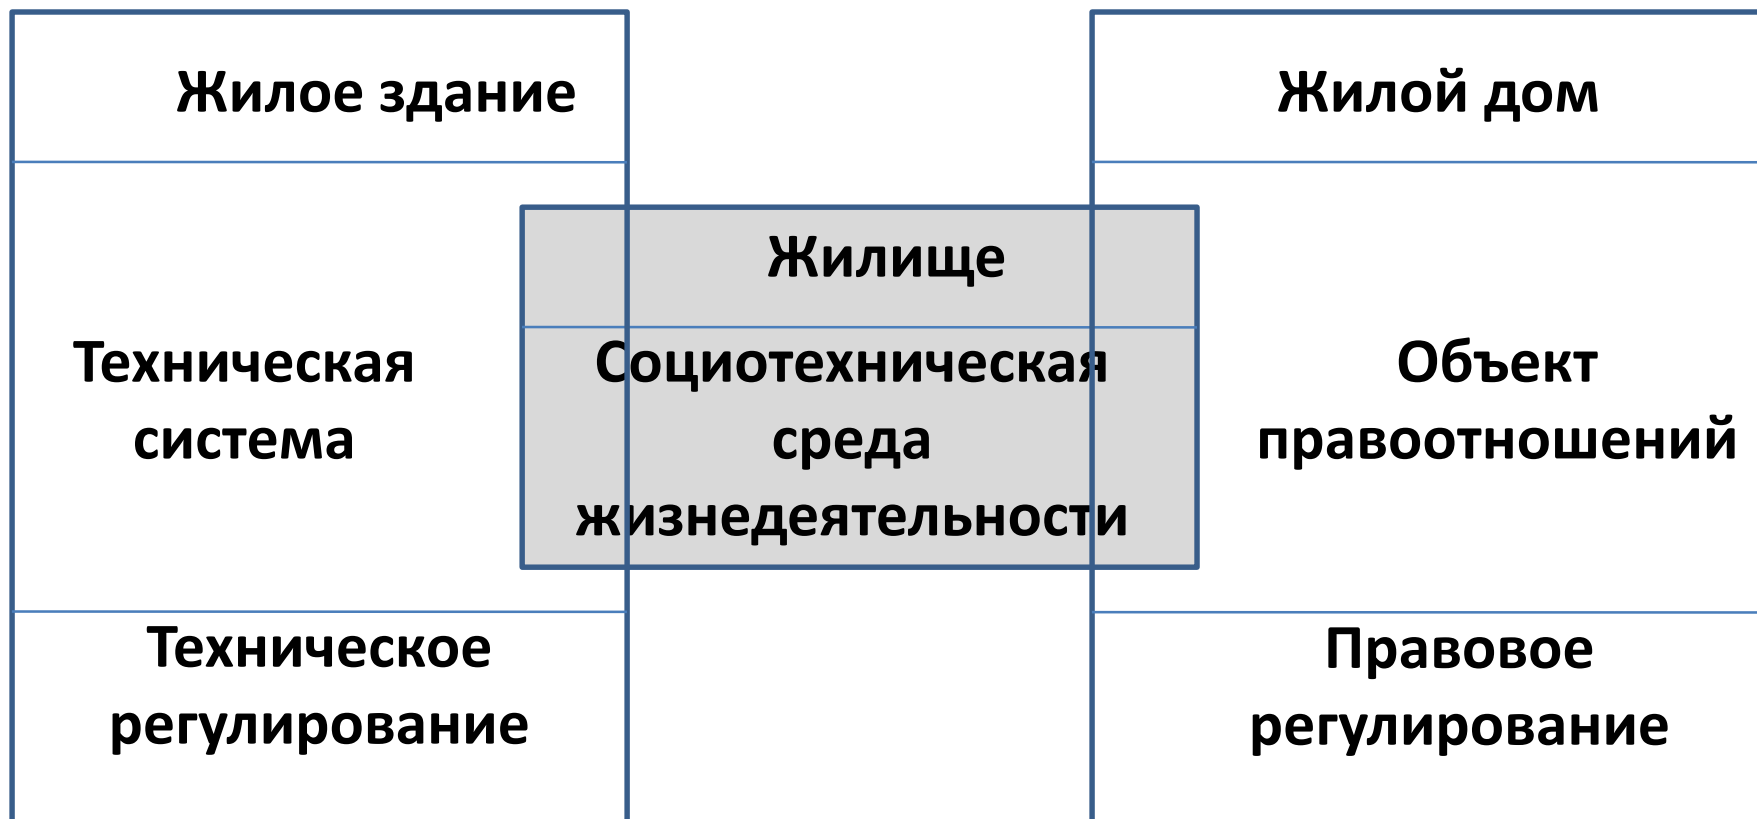 Жилое здание
Техническая
система
Техническое
регулирование
Жилище
Социотехническая
среда
жизнедеятельности
Жилой дом
Объект
правоотношений
Правовое
регулирование